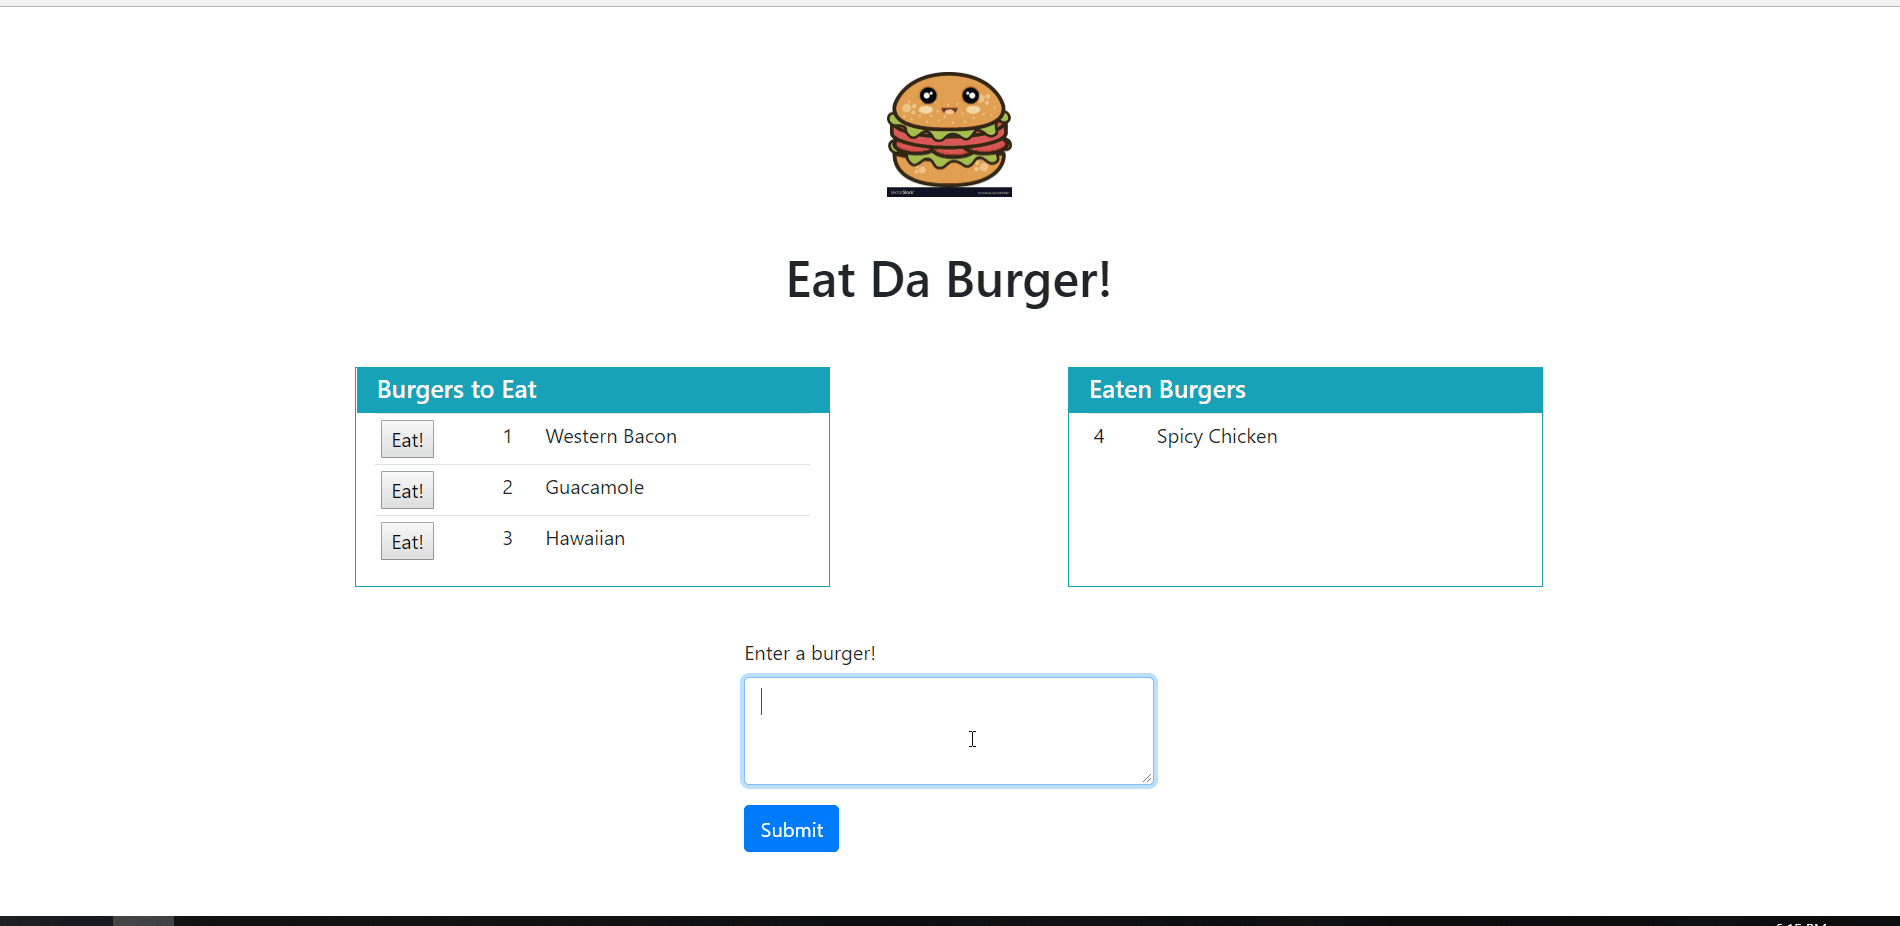 VectorStock
Eat Da Burger!
Burgers to Eat
Eat! 1 Western Bacon
Eat! 2 Guacamole
Eat! 3 Hawaiian
Eaten Burgers
4 Spicy Chicken
Enter a burger!
Submit